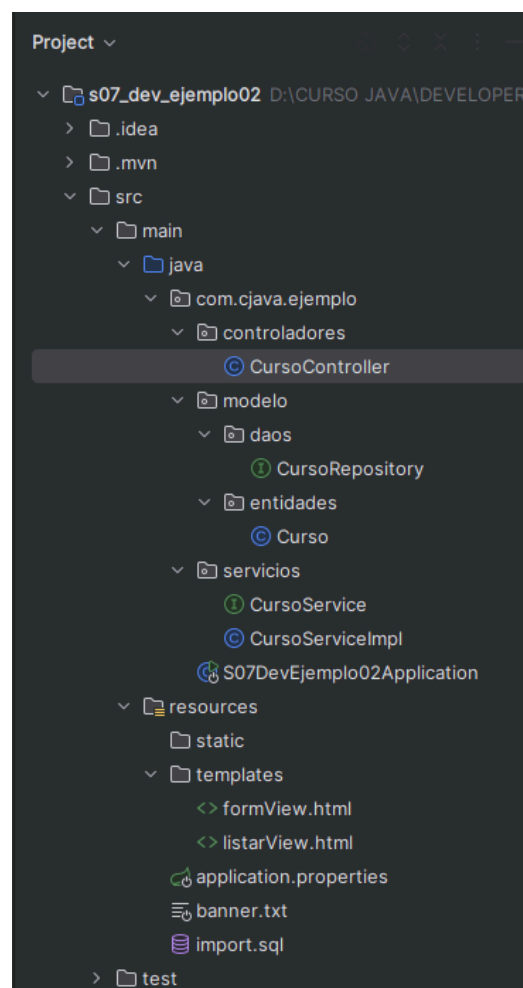 Project
s07_dev_ejemplo02 D:\CURSO JAVA\DEVELOPER
.idea
.mvn
src
main
java
com.cjava.ejemplo
controladores
CursoController
modelo
daos
CursoRepository
entidades
Curso
servicios
CursoService
CursoServiceImpl
S07DevEjemplo02Application
resources
static
templates
formView.html
listarView.html
application.properties
banner.txt
import.sql
test